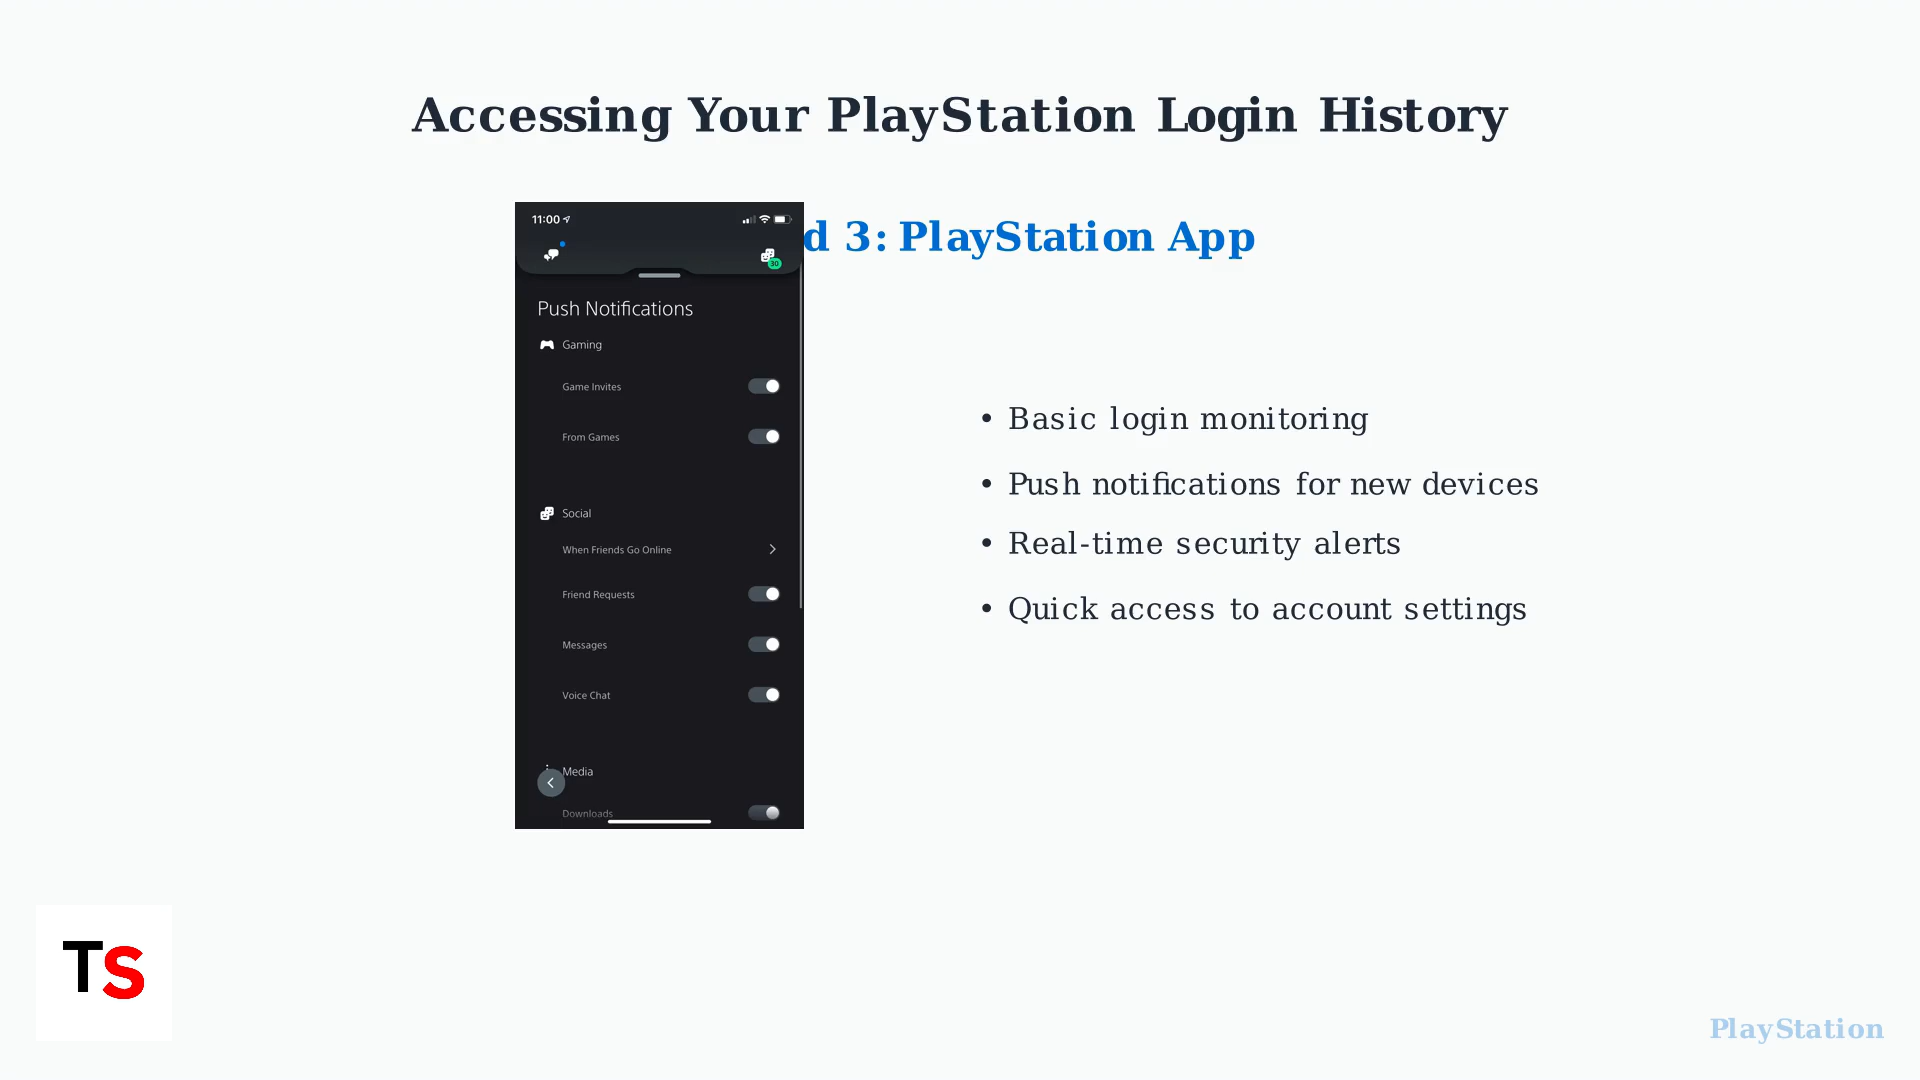 Accessing Your PlayStation Login History
d 3: PlayStation App
11:00
30
Push Notifications
Gaming
Game Invites
From Games
Social
When Friends Go Online
Friend Requests
Messages
Voice Chat
Media
Downloads
• Basic login monitoring
• Push notifications for new devices
• Real-time security alerts
• Quick access to account settings
TS
PlayStation